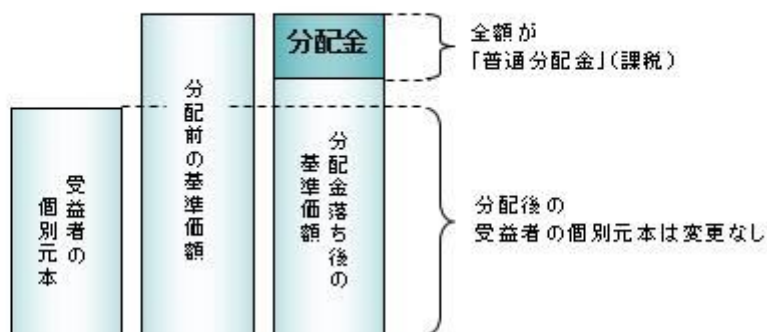 分配金
全額が
「普通分配金」(課税)
受益者の
個別元本
分配前の基準価額
分配金落ち後の
基準価額
分配後の
受益者の個別元本は変更なし